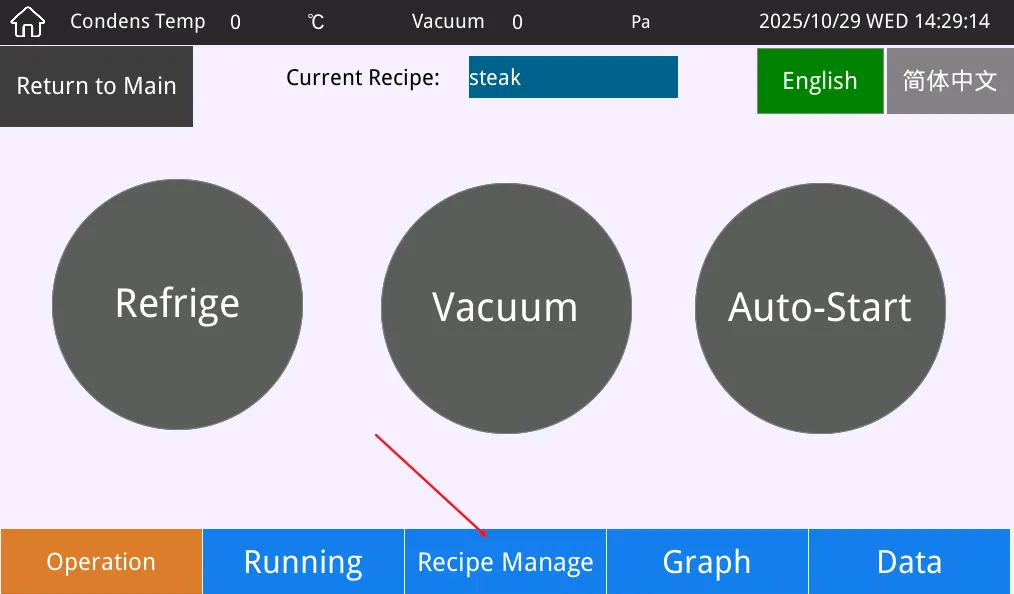 Condens Temp 0 ℃ Vacuum 0 Pa 2025/10/29 WED 14:29:14
Return to Main Current Recipe: steak English 简体中文
Refrige Vacuum Auto-Start
Operation Running Recipe Manage Graph Data